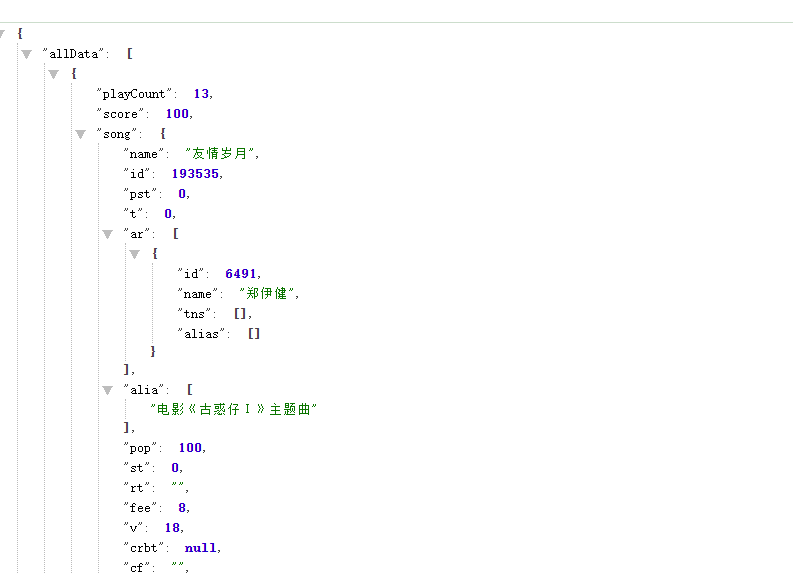 {
"allData": [
{
"playCount": 13,
"score": 100,
"song": {
"name": "友情岁月",
"id": 193535,
"pst": 0,
"t": 0,
"ar": [
{
"id": 6491,
"name": "郑伊健",
"tns": [],
"alias": []
}
],
"alia": [
"电影《古惑仔Ⅰ》主题曲"
],
"pop": 100,
"st": 0,
"rt": "",
"fee": 8,
"v": 18,
"crbt": null,
"cf": "",